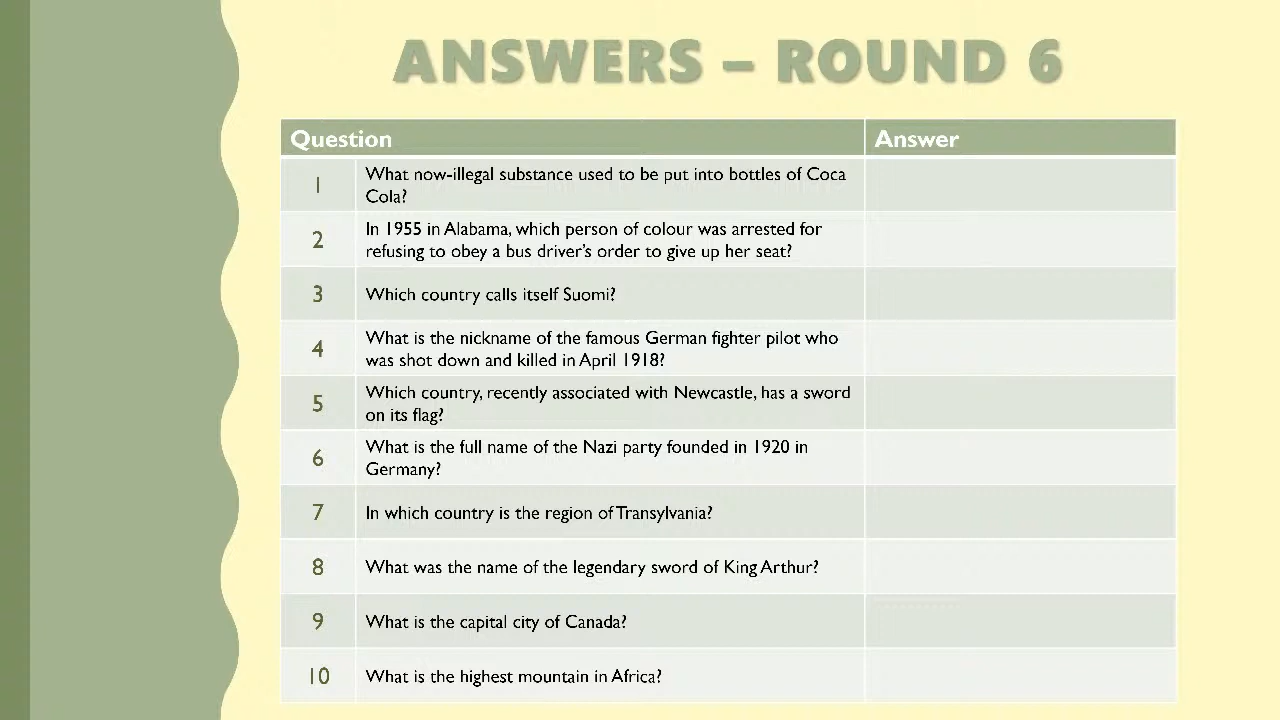 ANSWERS – ROUND 6
Question Answer
1 What now-illegal substance used to be put into bottles of Coca
Cola?
2 In 1955 in Alabama, which person of colour was arrested for
refusing to obey a bus driver's order to give up her seat?
3 Which country calls itself Suomi?
4 What is the nickname of the famous German fighter pilot who
was shot down and killed in April 1918?
5 Which country, recently associated with Newcastle, has a sword
on its flag?
6 What is the full name of the Nazi party founded in 1920 in
Germany?
7 In which country is the region of Transylvania?
8 What was the name of the legendary sword of King Arthur?
9 What is the capital city of Canada?
10 What is the highest mountain in Africa?